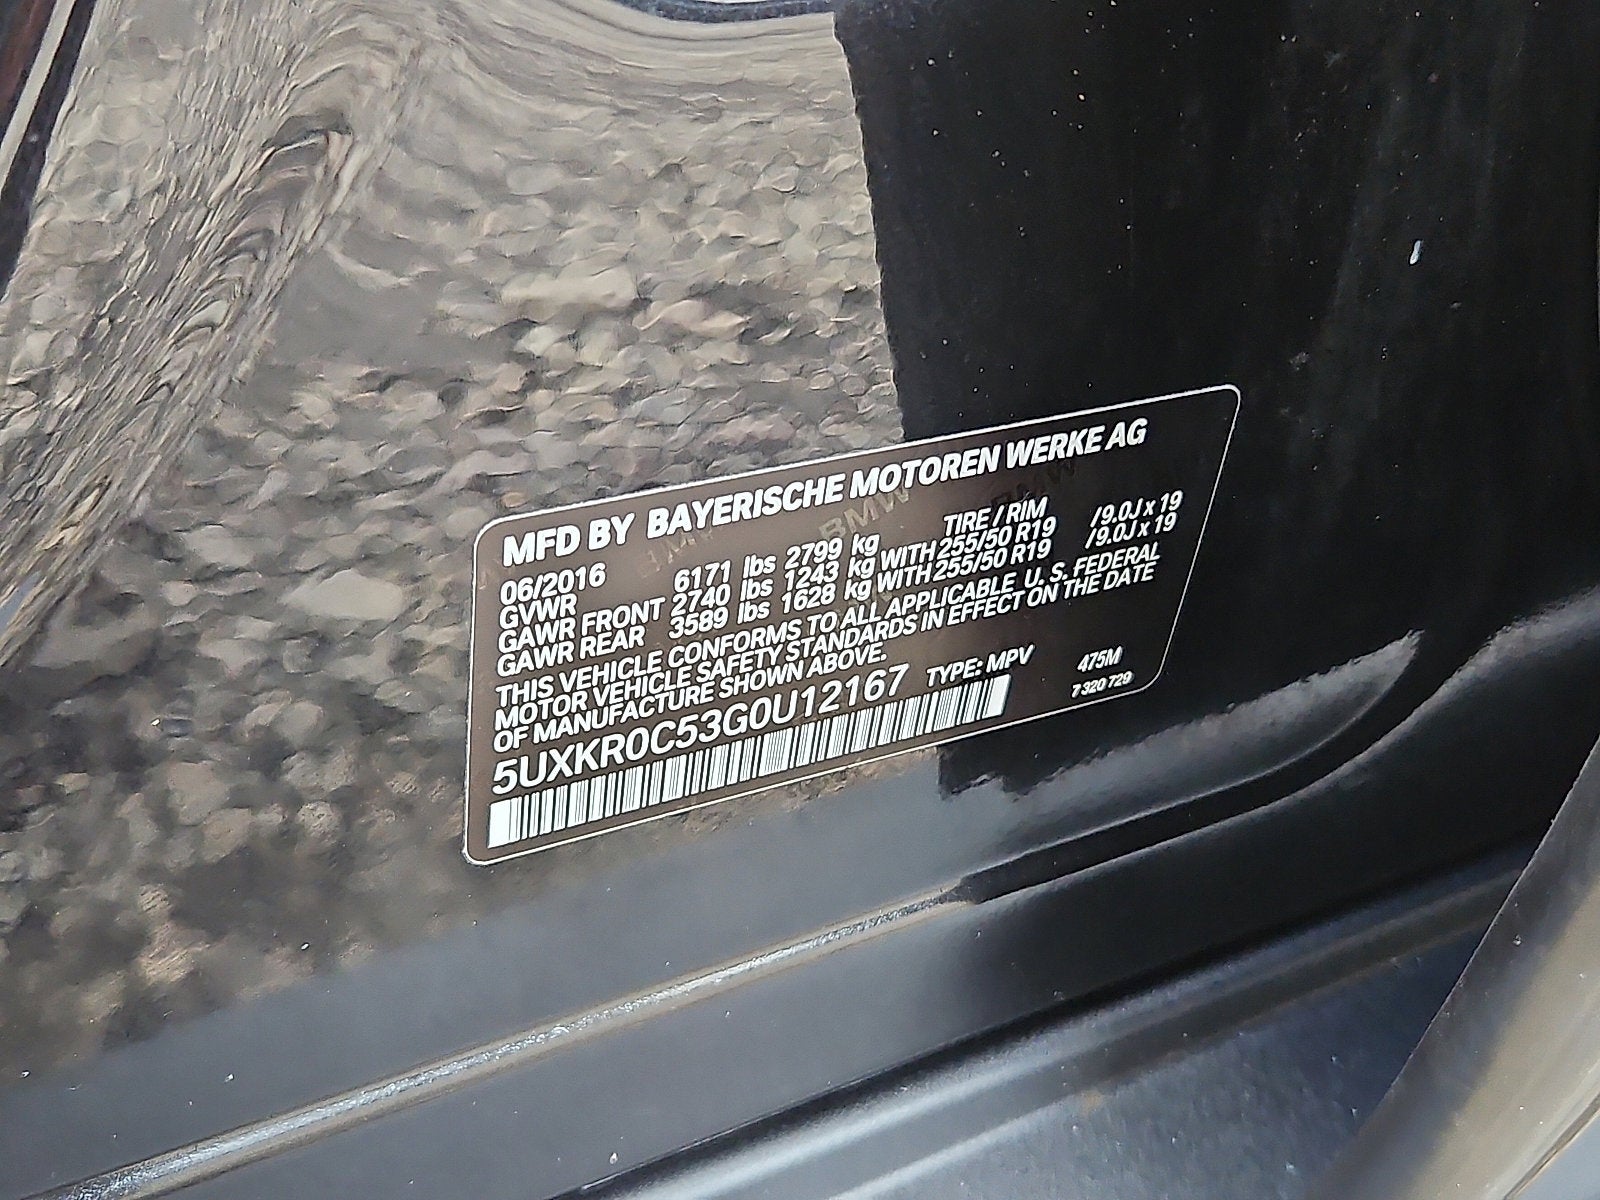 MFD BY BAYERISCHE MOTOREN WERKE AG
06/2016 TIRE / RIM
GVWR 6171 lbs 2799 kg
GAWR FRONT 2740 lbs 1243 kg WITH 255/50 R19 /9.0J x 19
GAWR REAR 3589 lbs 1628 kg WITH 255/50 R19 /9.0J x 19
THIS VEHICLE CONFORMS TO ALL APPLICABLE U. S. FEDERAL
MOTOR VEHICLE SAFETY STANDARDS IN EFFECT ON THE DATE
OF MANUFACTURE SHOWN ABOVE.
5UXKR0C53G0U12167 TYPE: MPV 475M
7 320 729
BMW
BMW